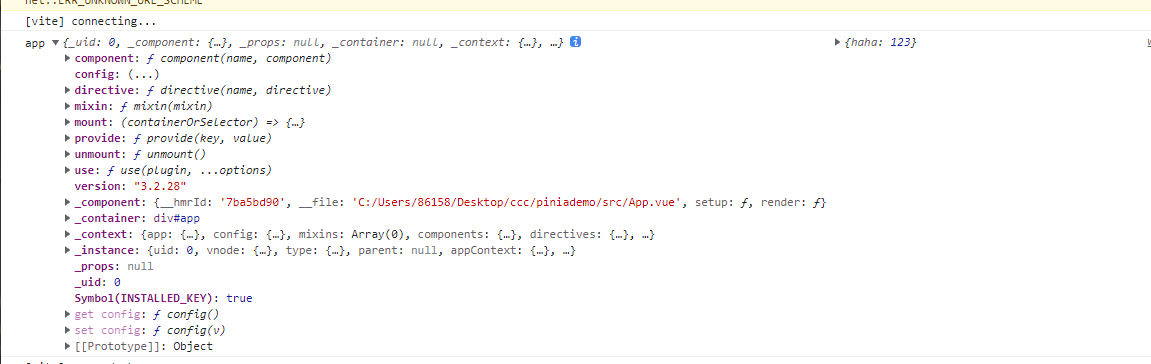 net::ERR_UNKNOWN_URL_SCHEME
[vite] connecting...
app ▼{_uid: 0, _component: {…}, _props: null, _container: null, _context: {…}, …} i ▶{haha: 123}
▶component: ƒ component(name, component)
config: (...)
▶directive: ƒ directive(name, directive)
▶mixin: ƒ mixin(mixin)
▶mount: (containerOrSelector) => {…}
▶provide: ƒ provide(key, value)
▶unmount: ƒ unmount()
▶use: ƒ use(plugin, ...options)
version: "3.2.28"
▶_component: {__hmrId: '7ba5bd90', __file: 'C:/Users/86158/Desktop/ccc/piniademo/src/App.vue', setup: ƒ, render: ƒ}
▶_container: div#app
▶_context: {app: {…}, config: {…}, mixins: Array(0), components: {…}, directives: {…}, …}
▶_instance: {uid: 0, vnode: {…}, type: {…}, parent: null, appContext: {…}, …}
_props: null
_uid: 0
Symbol(INSTALLED_KEY): true
▶get config: ƒ config()
▶set config: ƒ config(v)
▶[[Prototype]]: Object